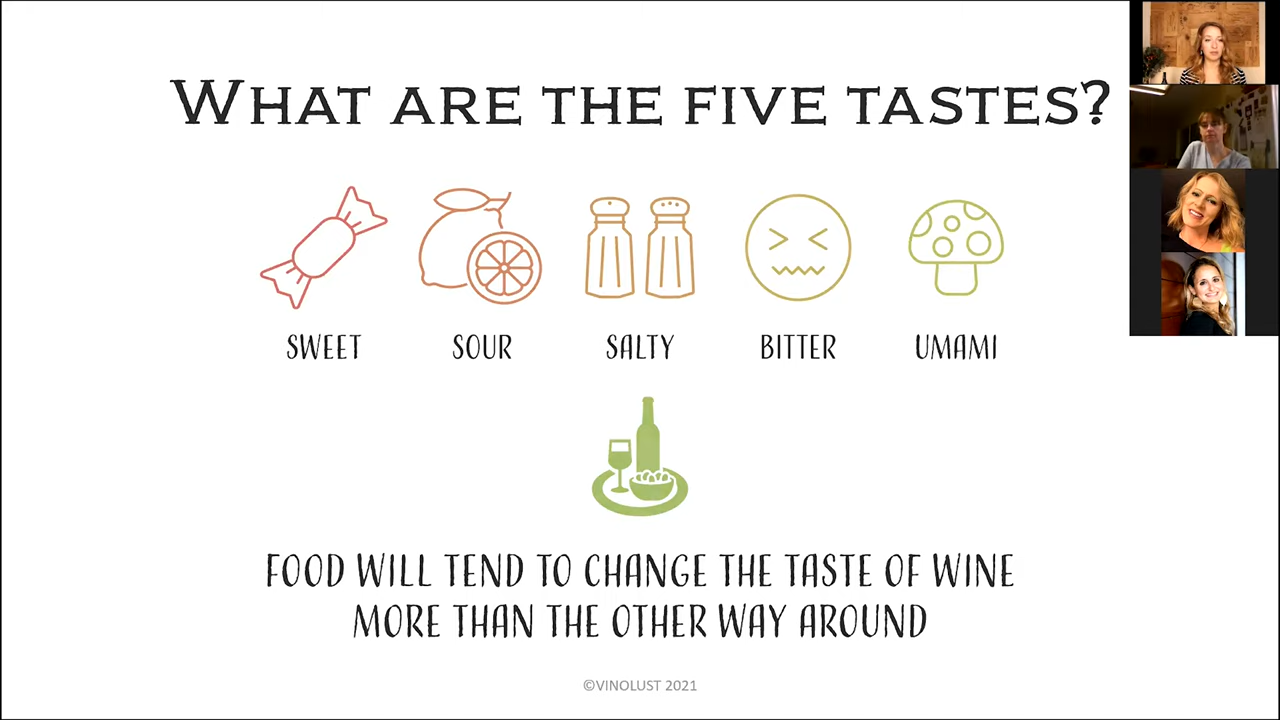 WHAT ARE THE FIVE TASTES?
SWEET
SOUR
SALTY
BITTER
UMAMI
FOOD WILL TEND TO CHANGE THE TASTE OF WINE
MORE THAN THE OTHER WAY AROUND
©VINOLUST 2021